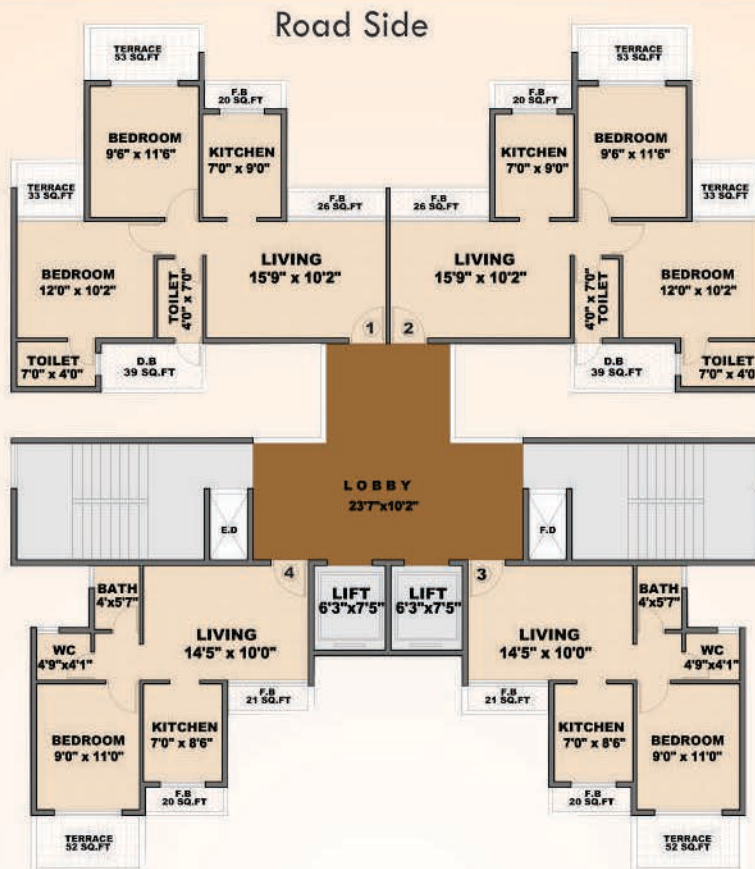 Road Side
TERRACE
53 SQ.FT
TERRACE
53 SQ.FT
F.B
20 SQ.FT
F.B
20 SQ.FT
BEDROOM
9'6" x 11'6"
KITCHEN
7'0" x 9'0"
KITCHEN
7'0" x 9'0"
BEDROOM
9'6" x 11'6"
TERRACE
33 SQ.FT
F.B
26 SQ.FT
F.B
26 SQ.FT
TERRACE
33 SQ.FT
BEDROOM
12'0" x 10'2"
TOILET
4'0" x 7'0"
LIVING
15'9" x 10'2"
LIVING
15'9" x 10'2"
4'0" x 7'0"
TOILET
BEDROOM
12'0" x 10'2"
1
2
TOILET
7'0" x 4'0"
D.B
39 SQ.FT
D.B
39 SQ.FT
TOILET
7'0" x 4'0
LOBBY
23'7"x10'2"
E.D
F.D
4
3
BATH
4'x5'7"
LIFT
6'3"x7'5"
LIFT
6'3"x7'5"
BATH
4'x5'7"
LIVING
14'5" x 10'0"
LIVING
14'5" x 10'0"
WC
4'9"x4'1"
WC
4'9"x4'1"
F.B
21 SQ.FT
F.B
21 SQ.FT
BEDROOM
9'0" x 11'0"
KITCHEN
7'0" x 8'6"
KITCHEN
7'0" x 8'6"
BEDROOM
9'0" x 11'0"
F.B
20 SQ.FT
F.B
20 SQ.FT
TERRACE
52 SQ.FT
TERRACE
52 SQ.FT